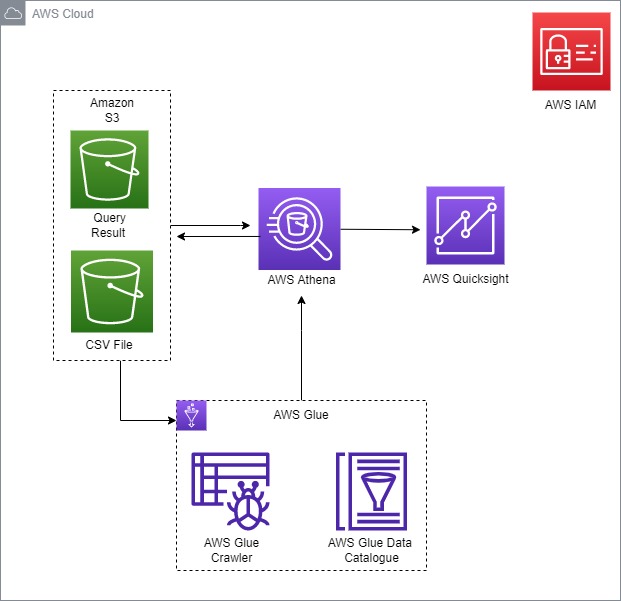 AWS Cloud
AWS IAM
Amazon
S3
Query
Result
CSV File
AWS Athena
AWS Quicksight
AWS Glue
AWS Glue
Crawler
AWS Glue Data
Catalogue